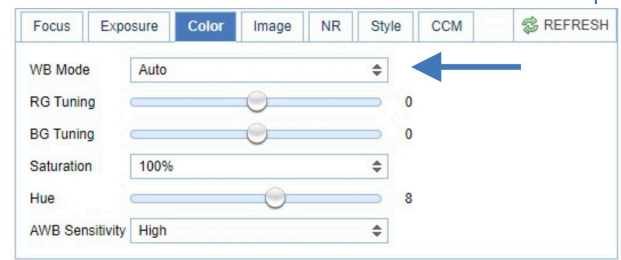 Focus Exposure Color Image NR Style CCM REFRESH
WB Mode Auto
RG Tuning 0
BG Tuning 0
Saturation 100%
Hue 8
AWB Sensitivity High